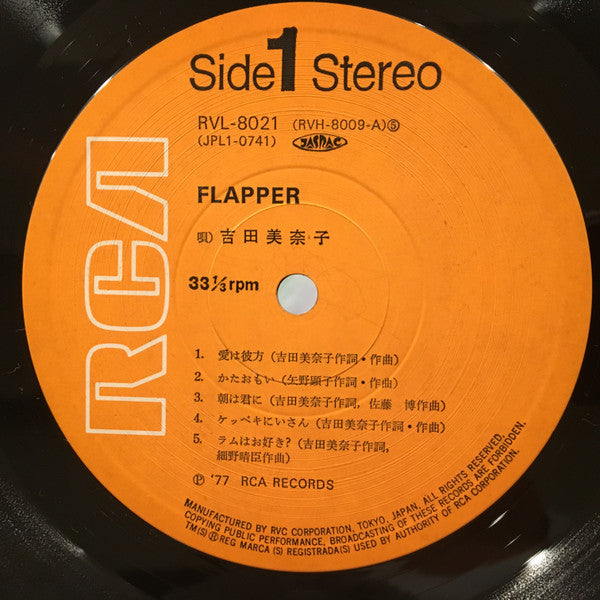 Side 1 Stereo
RVL-8021 (RVH-8009-A)⑤
(JPL1-0741) JASRAC
RCA
FLAPPER
唄) 吉田美奈子
33⅓rpm
1. 愛は彼方(吉田美奈子作詞・作曲)
2. かたおもい(矢野顕子作詞・作曲)
3. 朝は君に(吉田美奈子作詞, 佐藤 博作曲)
4. ケッペキにいさん(吉田美奈子作詞・作曲)
5. ラムはお好き?(吉田美奈子作詞,
細野晴臣作曲)
Ⓟ '77 RCA RECORDS
MANUFACTURED BY RVC CORPORATION, TOKYO, JAPAN, ALL RIGHTS RESERVED.
COPYING PUBLIC PERFORMANCE, BROADCASTING OF THESE RECORDS ARE FORBIDDEN.
TM(S) ® REG MARCA(S) REGISTRADA(S) USED BY AUTHORITY OF RCA CORPORATION